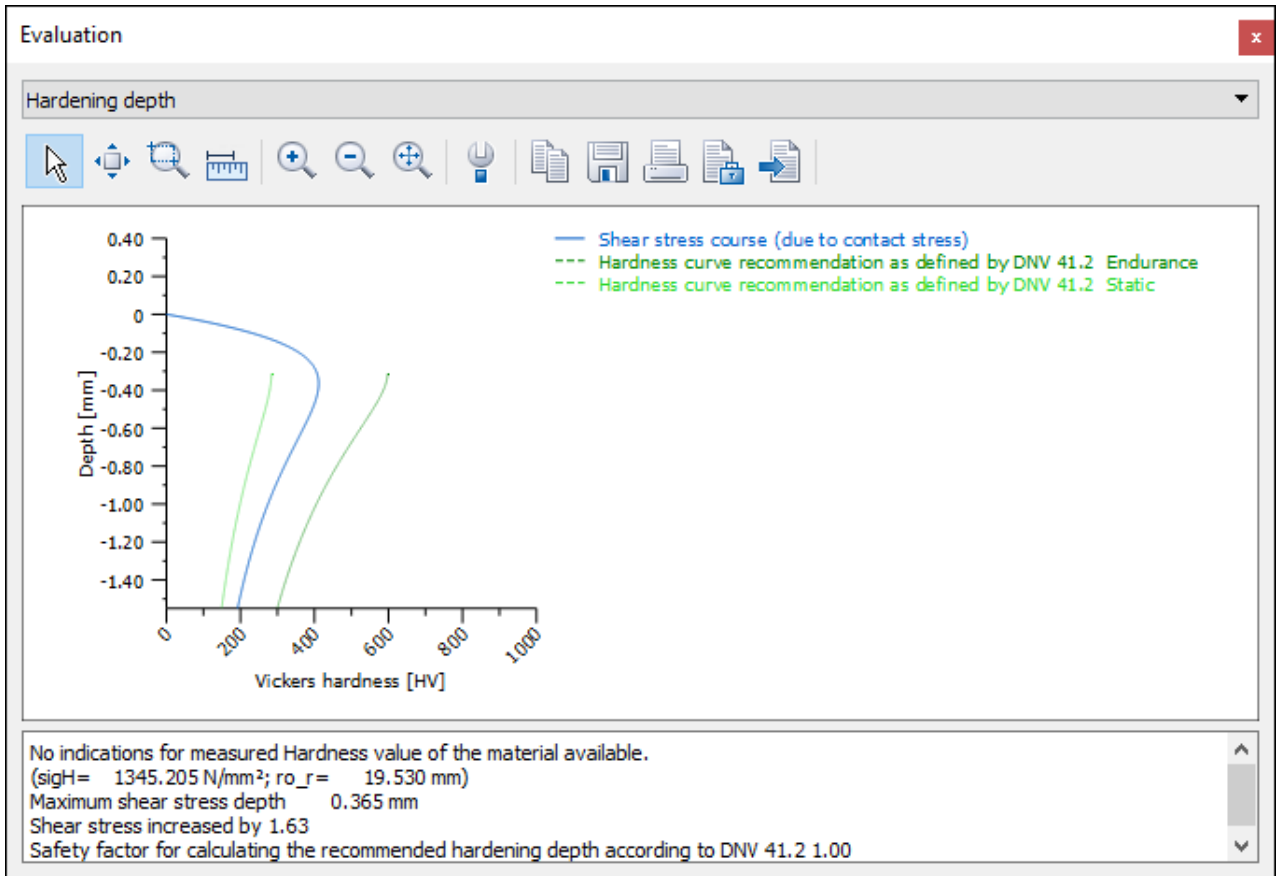 Evaluation
x
Hardening depth
Shear stress course (due to contact stress)
Hardness curve recommendation as defined by DNV 41.2 Endurance
Hardness curve recommendation as defined by DNV 41.2 Static
0.40
0.20
0
-0.20
-0.40
-0.60
-0.80
-1.00
-1.20
-1.40
Depth [mm]
0 200 400 600 800 1000
Vickers hardness [HV]
No indications for measured Hardness value of the material available.
(sigH= 1345.205 N/mm²; ro_r= 19.530 mm)
Maximum shear stress depth 0.365 mm
Shear stress increased by 1.63
Safety factor for calculating the recommended hardening depth according to DNV 41.2 1.00